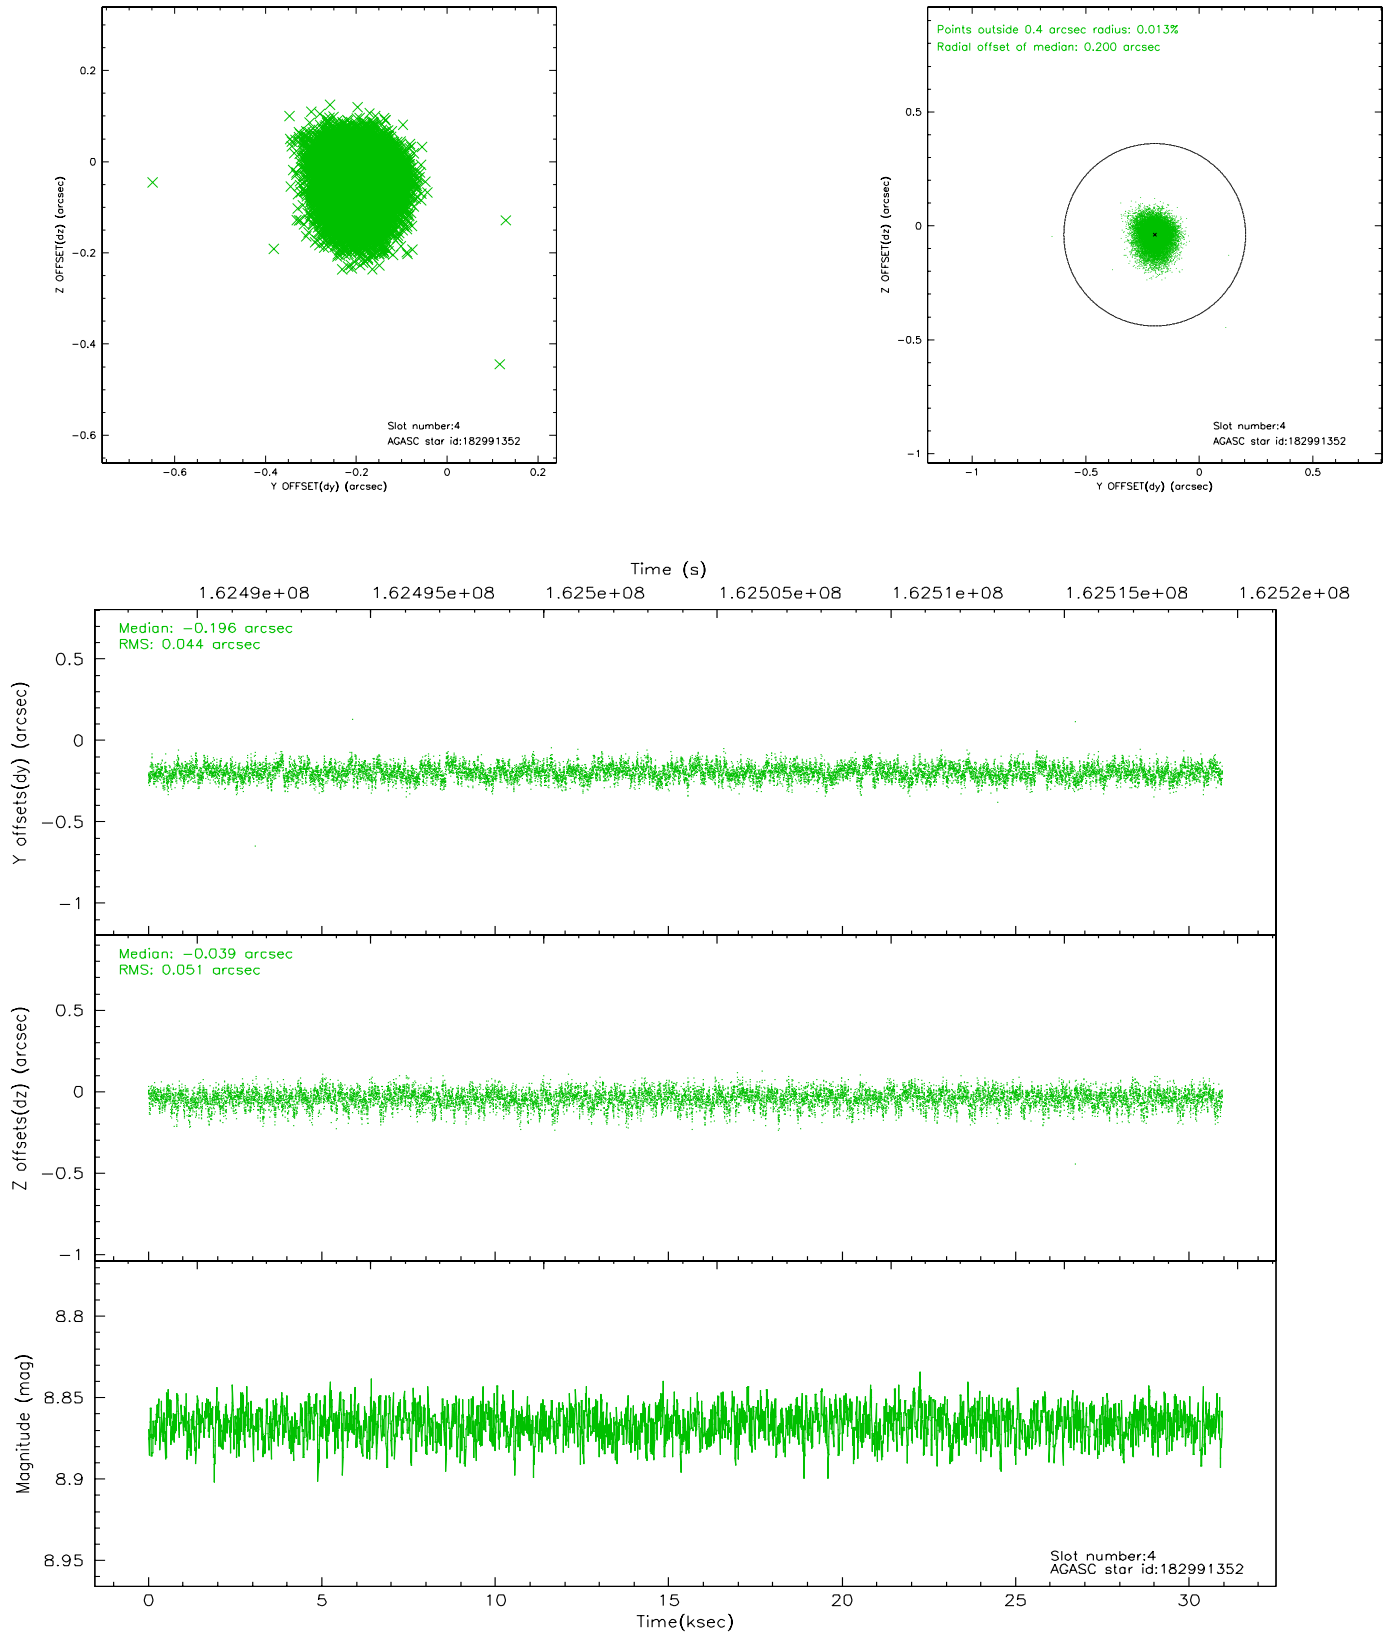 0.2
0
−0.2
−0.4
−0.6
Z OFFSET(dz) (arcsec)
Slot number:4
AGASC star id:182991352
−0.6 −0.4 −0.2 0 0.2
Y OFFSET(dy) (arcsec)
Points outside 0.4 arcsec radius: 0.013%
Radial offset of median: 0.200 arcsec
0.5
0
−0.5
−1
Z OFFSET(dz) (arcsec)
Slot number:4
AGASC star id:182991352
−1 −0.5 0 0.5
Y OFFSET(dy) (arcsec)
Time (s)
1.6249e+08 1.62495e+08 1.625e+08 1.62505e+08 1.6251e+08 1.62515e+08 1.6252e+08
Median: −0.196 arcsec
RMS: 0.044 arcsec
0.5
0
−0.5
−1
Y offsets(dy) (arcsec)
Median: −0.039 arcsec
RMS: 0.051 arcsec
0.5
0
−0.5
−1
Z offsets(dz) (arcsec)
8.8
8.85
8.9
8.95
Magnitude (mag)
Slot number:4
AGASC star id:182991352
0 5 10 15 20 25 30
Time(ksec)